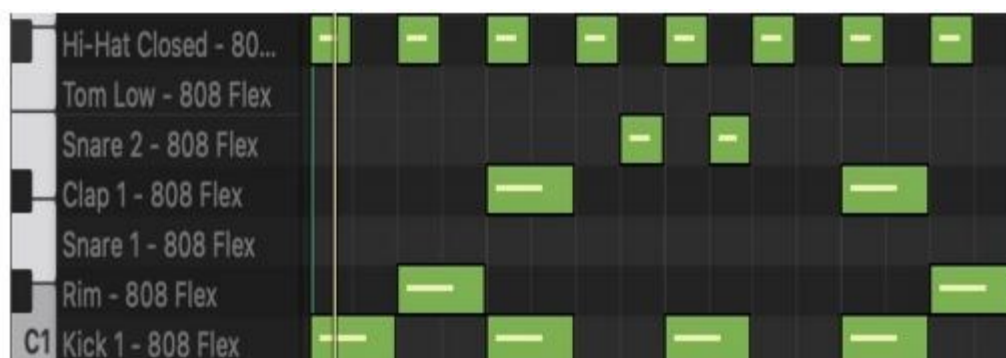 Hi-Hat Closed - 80...
Tom Low - 808 Flex
Snare 2 - 808 Flex
Clap 1 - 808 Flex
Snare 1 - 808 Flex
Rim - 808 Flex
C1 Kick 1 - 808 Flex